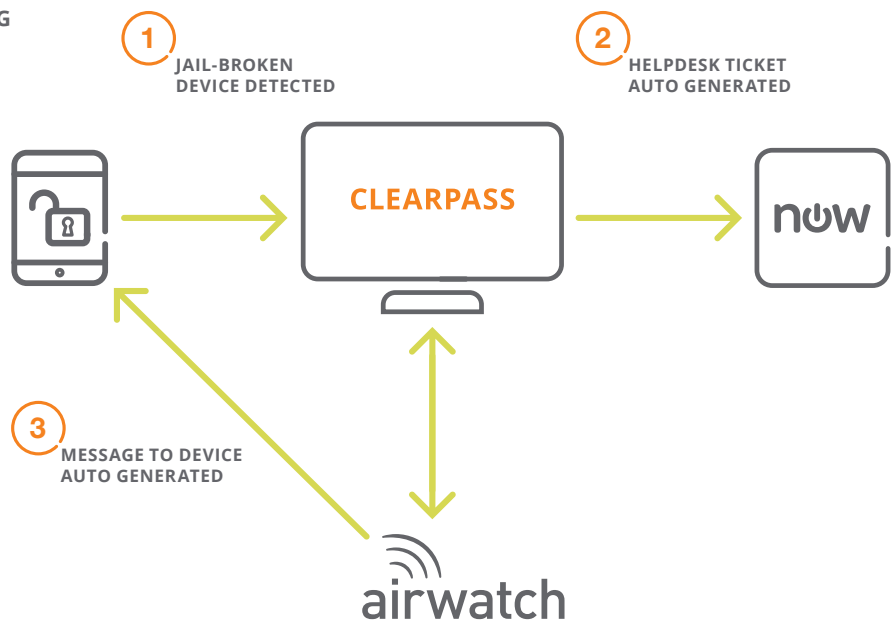 G
1
JAIL-BROKEN
DEVICE DETECTED
2
HELPDESK TICKET
AUTO GENERATED
CLEARPASS
now
3
MESSAGE TO DEVICE
AUTO GENERATED
airwatch